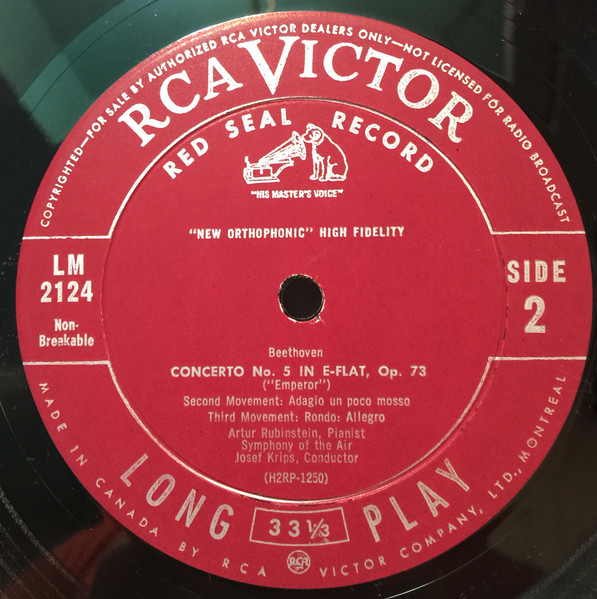 COPYRIGHTED—FOR SALE BY AUTHORIZED RCA VICTOR DEALERS ONLY—NOT LICENSED FOR RADIO BROADCAST
RCA VICTOR
RED SEAL RECORD
"HIS MASTER'S VOICE"
"NEW ORTHOPHONIC" HIGH FIDELITY
LM
2124
SIDE
2
Non-
Breakable
Beethoven
CONCERTO No. 5 IN E-FLAT, Op. 73
("Emperor")
Second Movement: Adagio un poco mosso
Third Movement: Rondo: Allegro
Artur Rubinstein, Pianist
Symphony of the Air
Josef Krips, Conductor
(H2RP-1250)
LONG 33⅓ PLAY
MADE IN CANADA BY RCA VICTOR COMPANY, LTD., MONTREAL
RCA